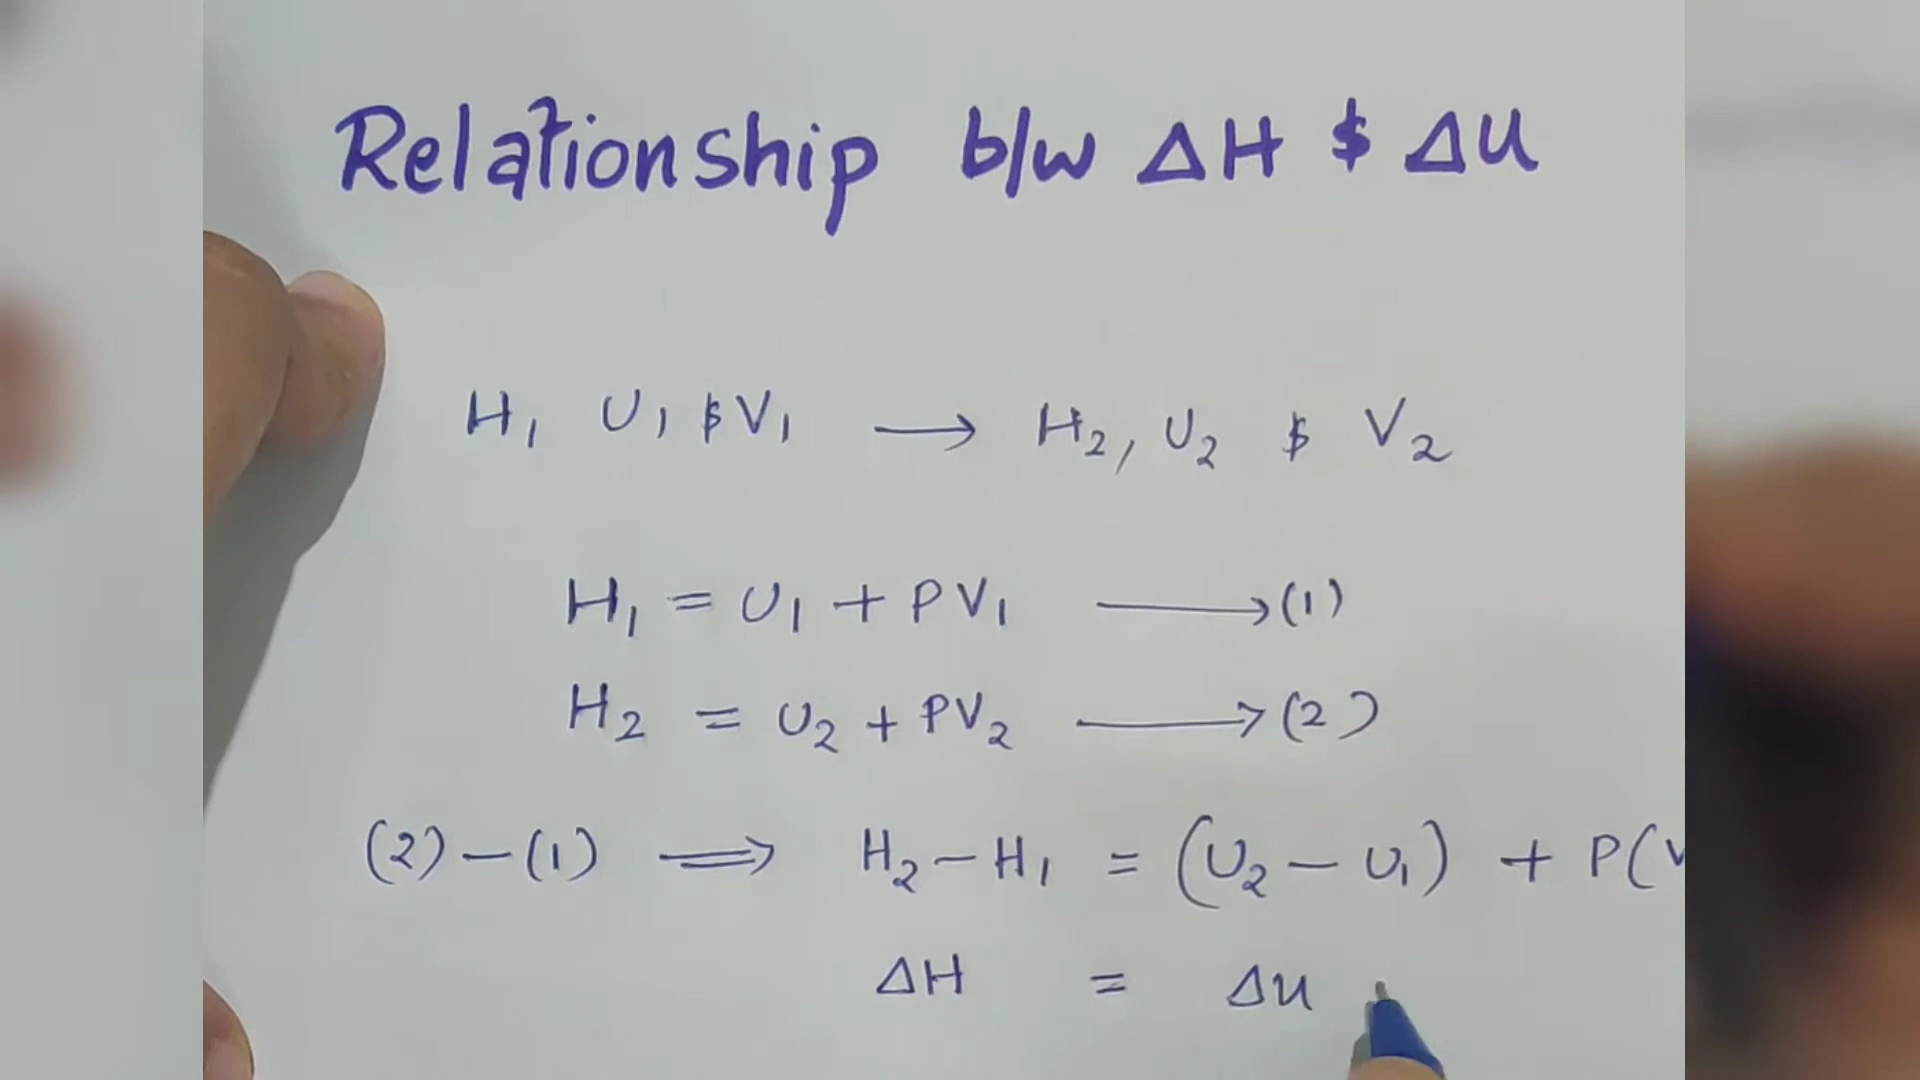 Relationship b/w ΔH $ ΔU
H₁ U₁ $ V₁ → H₂, U₂ $ V₂
H₁ = U₁ + PV₁ ⟶ (1)
H₂ = U₂ + PV₂ ⟶ (2)
(2) – (1) ⟹ H₂ – H₁ = (U₂ – U₁) + P(V
ΔH = ΔU